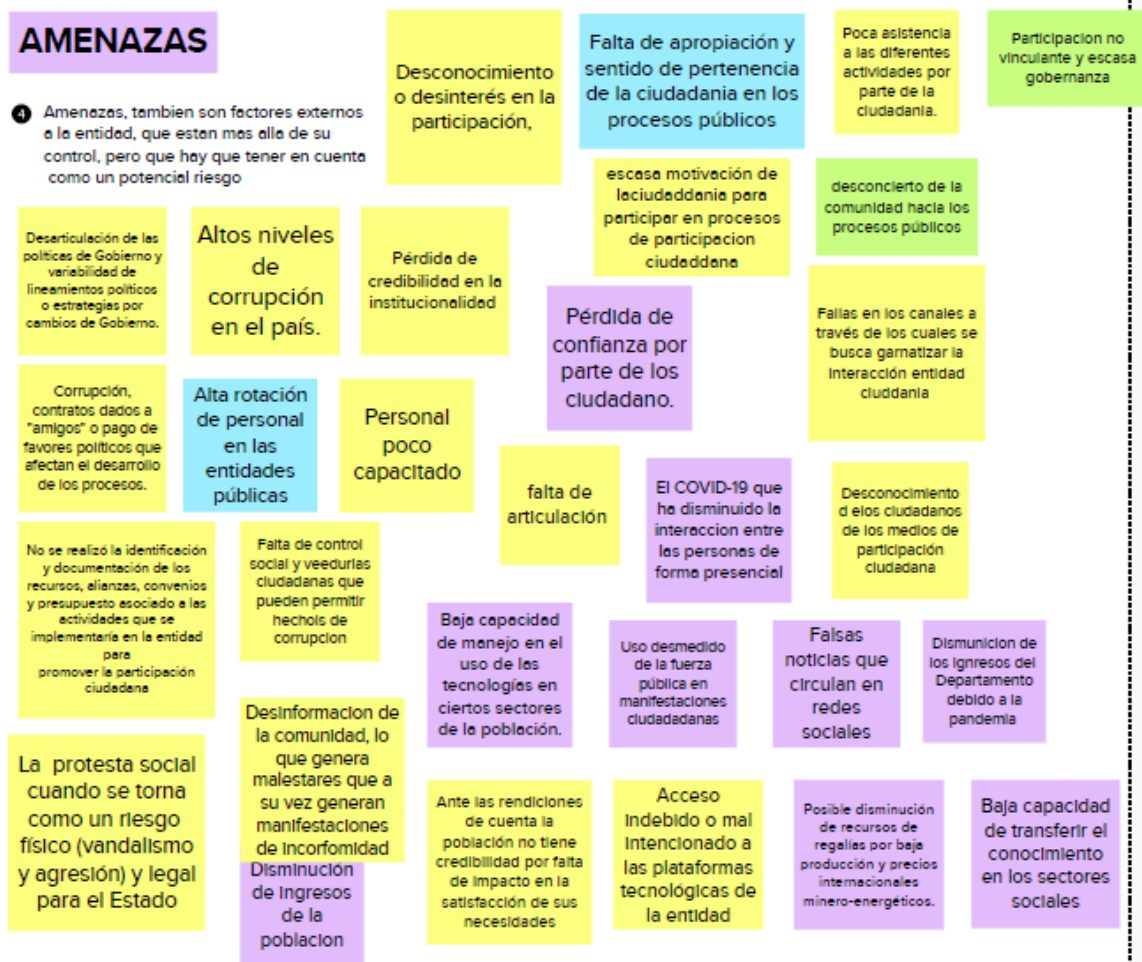 AMENAZAS
4 Amenazas, tambien son factores externos
a la entidad, que estan mas alla de su
control, pero que hay que tener en cuenta
como un potencial riesgo
Desconocimiento
o desinterés en la
participación,
Falta de apropiación y
sentido de pertenencia
de la ciudadania en los
procesos públicos
Poca asistencia
a las diferentes
actividades por
parte de la
ciudadania.
Participacion no
vinculante y escasa
gobernanza
escasa motivación de
laciudaddania para
participar en procesos
de participacion
ciudaddana
desconcierto de la
comunidad hacia los
procesos públicos
Desarticulación de las
políticas de Gobierno y
variabilidad de
lineamientos políticos
o estrategias por
cambios de Gobierno.
Altos niveles
de
corrupción
en el país.
Pérdida de
credibilidad en la
institucionalidad
Pérdida de
confianza por
parte de los
ciudadano.
Fallas en los canales a
través de los cuales se
busca garnatizar la
interacción entidad
ciuddania
Corrupción,
contratos dados a
"amigos" o pago de
favores políticos que
afectan el desarrollo
de los procesos.
Alta rotación
de personal
en las
entidades
públicas
Personal
poco
capacitado
falta de
articulación
El COVID-19 que
ha disminuido la
interaccion entre
las personas de
forma presencial
Desconocimiento
d elos ciudadanos
de los medios de
participación
ciudadana
No se realizó la identificación
y documentación de los
recursos, alianzas, convenios
y presupuesto asociado a las
actividades que se
implementaría en la entidad
para
promover la participación
ciudadana
Falta de control
social y veedurias
ciudadanas que
pueden permitir
hechois de
corrupcion
Baja capacidad
de manejo en el
uso de las
tecnologías en
ciertos sectores
de la población.
Uso desmedido
de la fuerza
pública en
manifestaciones
ciudadadanas
Falsas
noticias que
circulan en
redes
sociales
Dismunicion de
los ignresos del
Departamento
debido a la
pandemia
La protesta social
cuando se torna
como un riesgo
físico (vandalismo
y agresión) y legal
para el Estado
Desinformacion de
la comunidad, lo
que genera
malestares que a
su vez generan
manifestaciones
de incorfomidad
Disminución
de ingresos
de la
poblacion
Ante las rendiciones
de cuenta la
población no tiene
credibilidad por falta
de impacto en la
satisfacción de sus
necesidades
Acceso
indebido o mal
intencionado a
las plataformas
tecnológicas de
la entidad
Posible disminución
de recursos de
regalías por baja
producción y precios
internacionales
minero-energéticos.
Baja capacidad
de transferir el
conocimiento
en los sectores
sociales